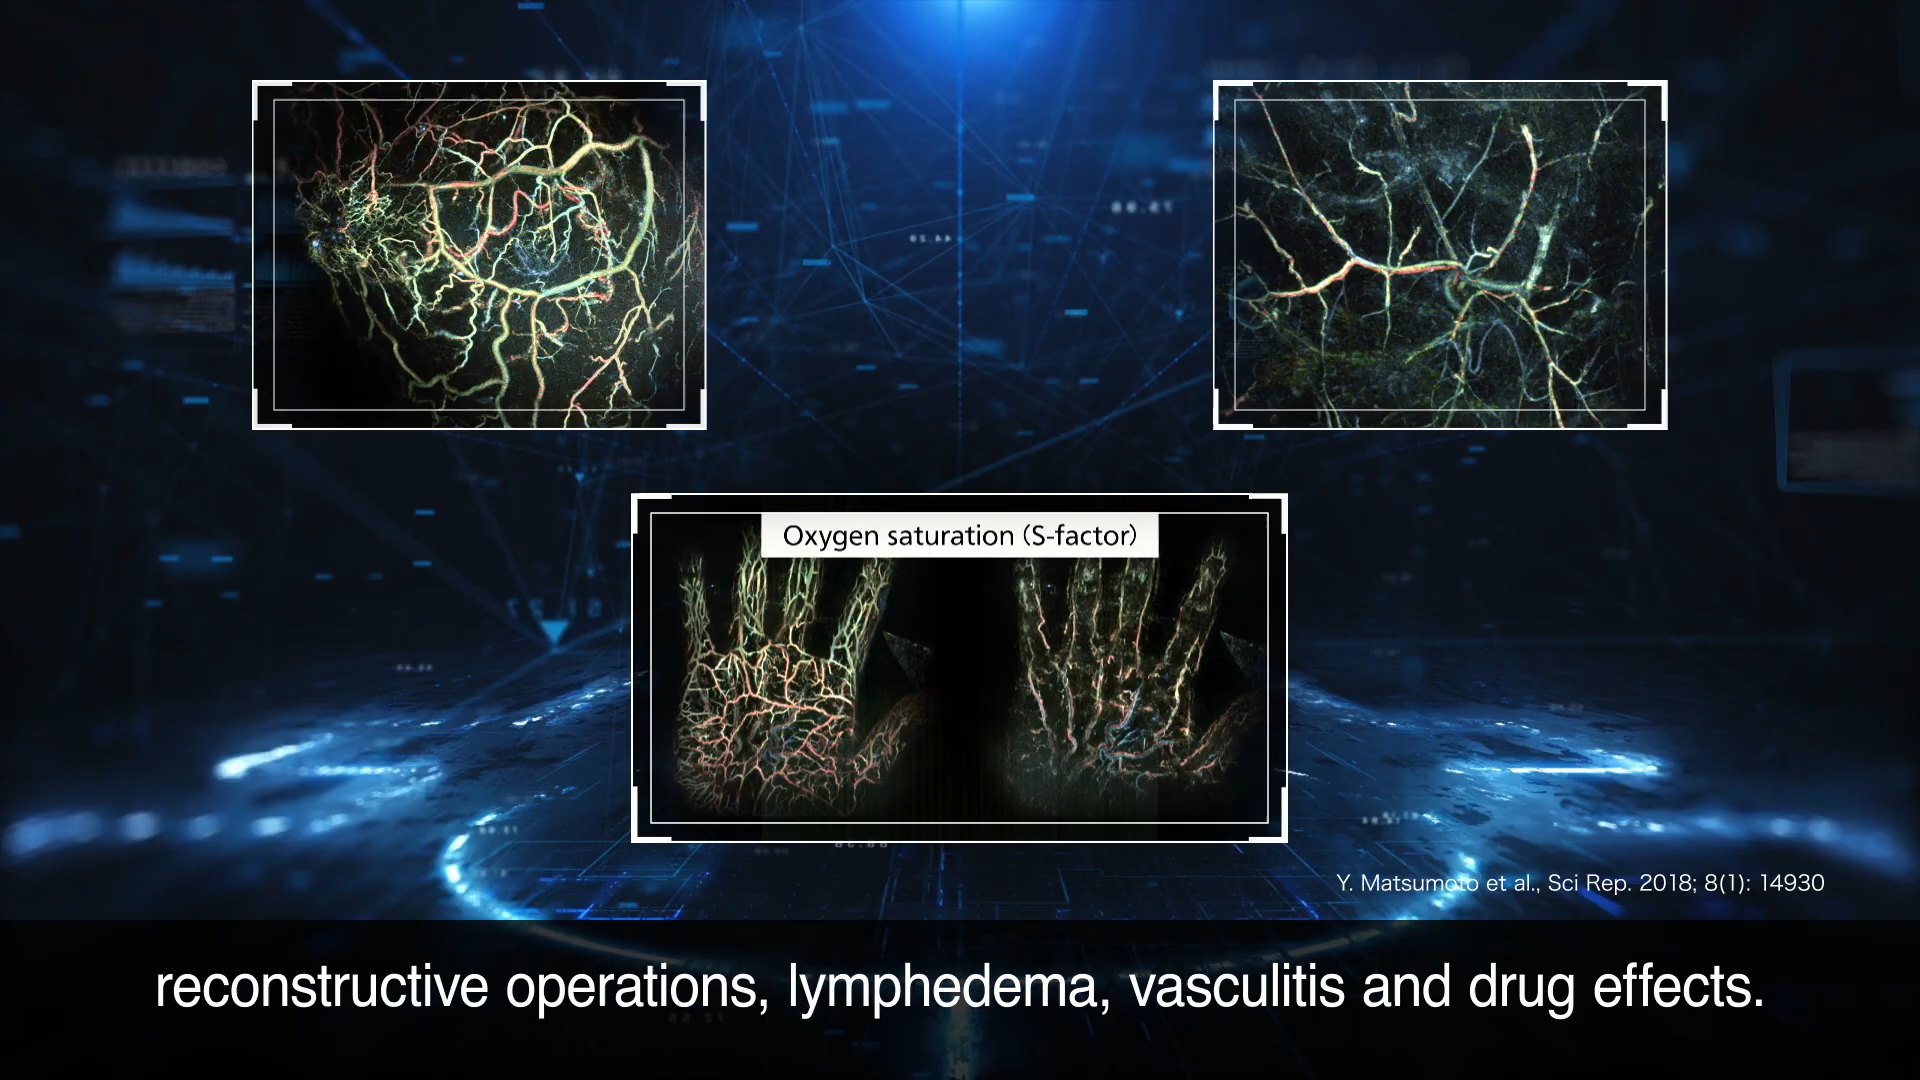 Oxygen saturation (S-factor)
Y. Matsumoto et al., Sci Rep. 2018; 8(1): 14930
reconstructive operations, lymphedema, vasculitis and drug effects.